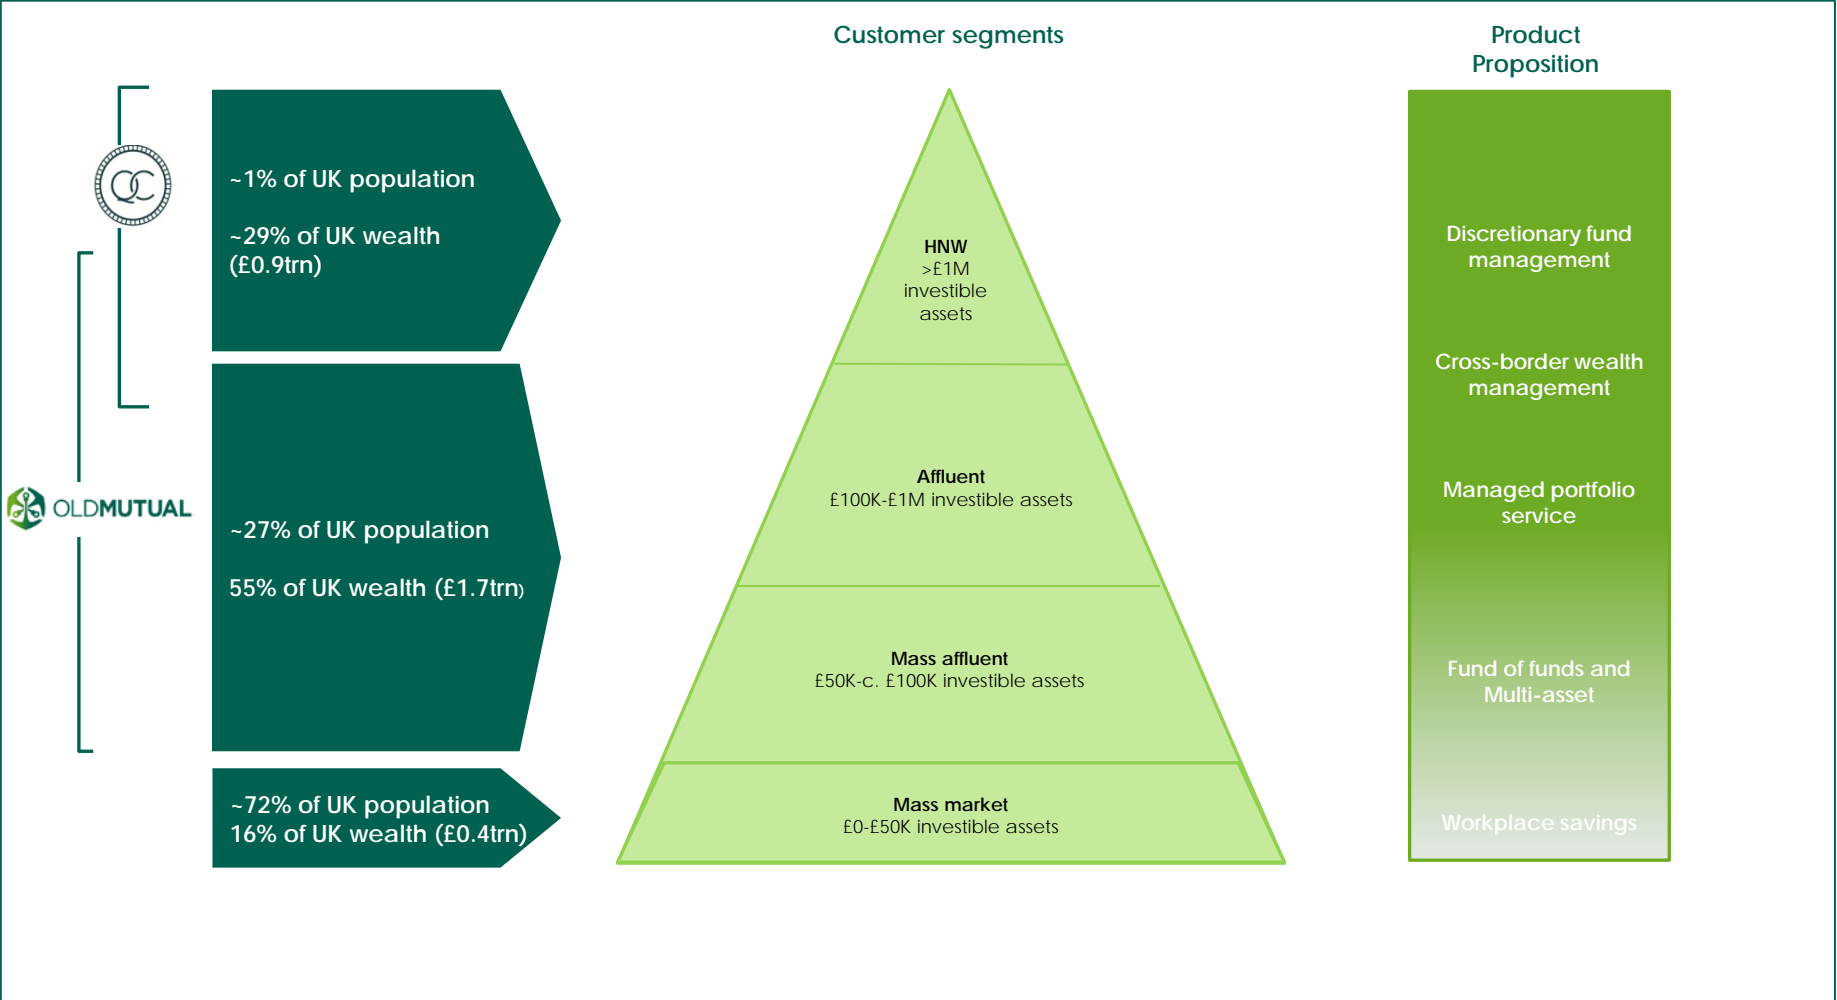 Customer segments
Product
Proposition
QC
~1% of UK population
~29% of UK wealth
(£0.9trn)
OLDMUTUAL
~27% of UK population
55% of UK wealth (£1.7trn)
~72% of UK population
16% of UK wealth (£0.4trn)
HNW
>£1M
investible
assets
Affluent
£100K-£1M investible assets
Mass affluent
£50K-c. £100K investible assets
Mass market
£0-£50K investible assets
Discretionary fund
management
Cross-border wealth
management
Managed portfolio
service
Fund of funds and
Multi-asset
Workplace savings